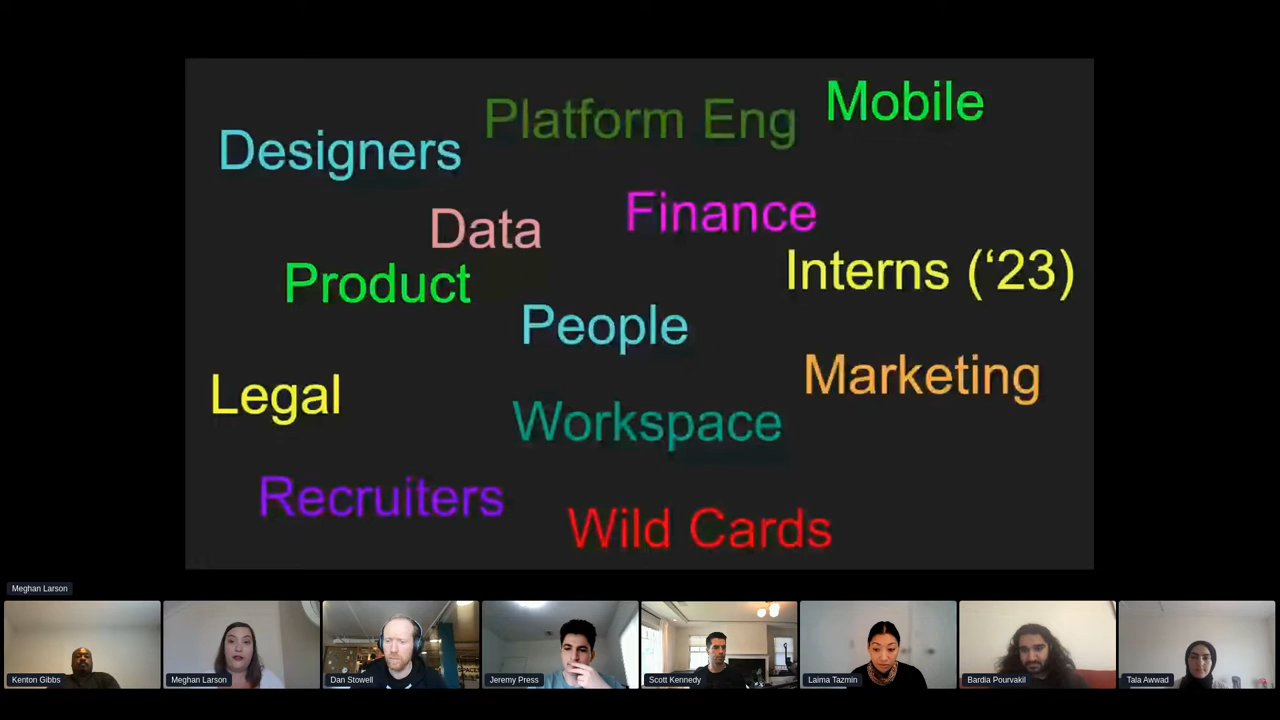 Platform Eng
Mobile
Designers
Data
Finance
Product
Interns (‘23)
People
Legal
Marketing
Workspace
Recruiters
Wild Cards
Meghan Larson
Kenton Gibbs
Meghan Larson
Dan Stowell
Jeremy Press
Scott Kennedy
Laima Tazmin
Bardia Pourvakil
Tala Awwad